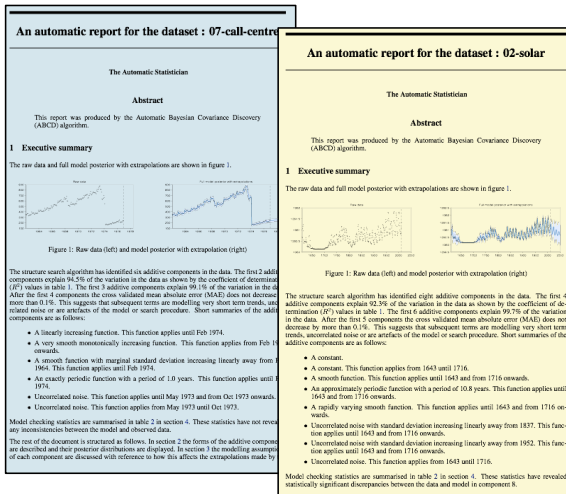 An automatic report for the dataset : 07-call-centre
The Automatic Statistician
Abstract
This report was produced by the Automatic Bayesian Covariance Discovery
(ABCD) algorithm.
1 Executive summary
The raw data and full model posterior with extrapolations are shown in figure 1.
Raw data
Full model posterior with extrapolations
Figure 1: Raw data (left) and model posterior with extrapolation (right)
The structure search algorithm has identified six additive components in the data. The first 2 addit
components explain 94.5% of the variation in the data as shown by the coefficient of determinat
(R²) values in table 1. The first 3 additive components explain 99.1% of the variation in the da
After the first 4 components the cross validated mean absolute error (MAE) does not decrease
more than 0.1%. This suggests that subsequent terms are modelling very short term trends, unc
related noise or are artefacts of the model or search procedure. Short summaries of the addit
components are as follows:
• A linearly increasing function. This function applies until Feb 1974.
• A very smooth monotonically increasing function. This function applies from Feb 19
onwards.
• A smooth function with marginal standard deviation increasing linearly away from
1964. This function applies until Feb 1974.
• An exactly periodic function with a period of 1.0 years. This function applies until
1974.
• Uncorrelated noise. This function applies until May 1973 and from Oct 1973 onwards.
• Uncorrelated noise. This function applies from May 1973 until Oct 1973.
Model checking statistics are summarised in table 2 in section 4. These statistics have not revea
any inconsistencies between the model and observed data.
The rest of the document is structured as follows. In section 2 the forms of the additive compone
are described and their posterior distributions are displayed. In section 3 the modelling assumptio
of each component are discussed with reference to how this affects the extrapolations made by
An automatic report for the dataset : 02-solar
The Automatic Statistician
Abstract
This report was produced by the Automatic Bayesian Covariance Discovery
(ABCD) algorithm.
1 Executive summary
The raw data and full model posterior with extrapolations are shown in figure 1.
Raw data
Full model posterior with extrapolations
Figure 1: Raw data (left) and model posterior with extrapolation (right)
The structure search algorithm has identified eight additive components in the data. The first 4
additive components explain 92.3% of the variation in the data as shown by the coefficient of de-
termination (R²) values in table 1. The first 6 additive components explain 99.7% of the variation
in the data. After the first 5 components the cross validated mean absolute error (MAE) does not
decrease by more than 0.1%. This suggests that subsequent terms are modelling very short term
trends, uncorrelated noise or are artefacts of the model or search procedure. Short summaries of the
additive components are as follows:
• A constant.
• A constant. This function applies from 1643 until 1716.
• A smooth function. This function applies until 1643 and from 1716 onwards.
• An approximately periodic function with a period of 10.8 years. This function applies until
1643 and from 1716 onwards.
• A rapidly varying smooth function. This function applies until 1643 and from 1716 on-
wards.
• Uncorrelated noise with standard deviation increasing linearly away from 1837. This func-
tion applies until 1643 and from 1716 onwards.
• Uncorrelated noise with standard deviation increasing linearly away from 1952. This func-
tion applies until 1643 and from 1716 onwards.
• Uncorrelated noise. This function applies from 1643 until 1716.
Model checking statistics are summarised in table 2 in section 4. These statistics have revealed
statistically significant discrepancies between the data and model in component 8.